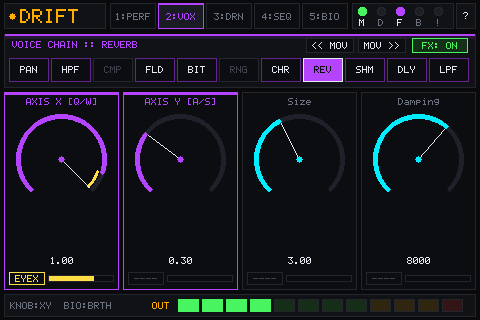 DRIFT 1:PERF 2:VOX 3:DRN 4:SEQ 5:BIO M D F B ! ?
VOICE CHAIN :: REVERB << MOV MOV >> FX: ON
PAN HPF CMP FLD BIT RNG CHR REV SHM DLY LPF
AXIS X [Q/W] AXIS Y [A/S] Size Damping
1.00 0.30 3.00 8000
EYEX ---- ---- ----
KNOB:XY BIO:BRTH OUT